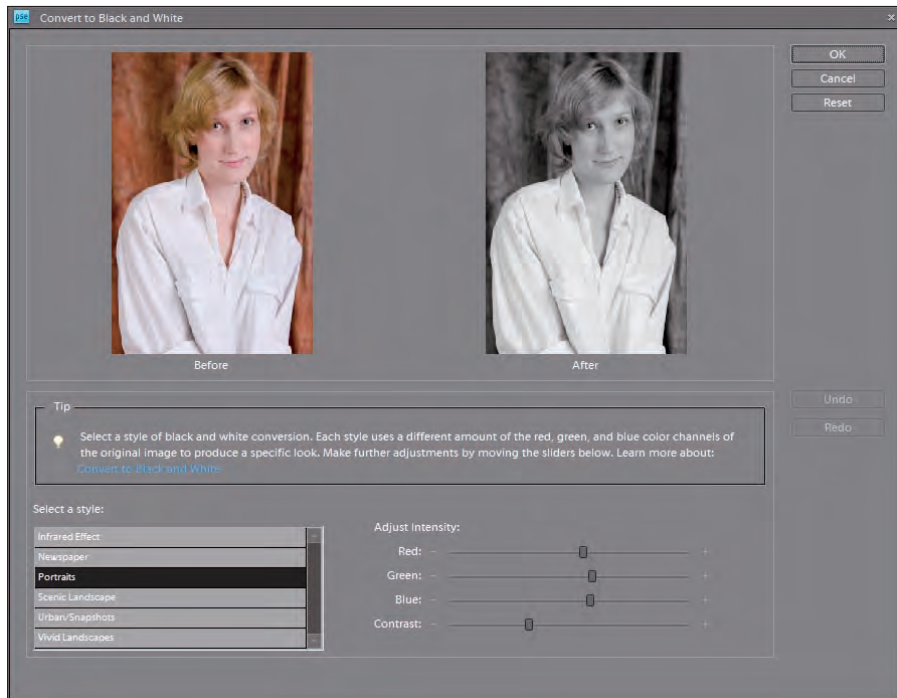 pse Convert to Black and White
OK
Cancel
Reset
Before
After
Undo
Redo
Tip
Select a style of black and white conversion. Each style uses a different amount of the red, green, and blue color channels of
the original image to produce a specific look. Make further adjustments by moving the sliders below. Learn more about:
Convert to Black and White
Select a style:
Infrared Effect
Newspaper
Portraits
Scenic Landscape
Urban/Snapshots
Vivid Landscapes
Adjust Intensity:
Red:
Green:
Blue:
Contrast: